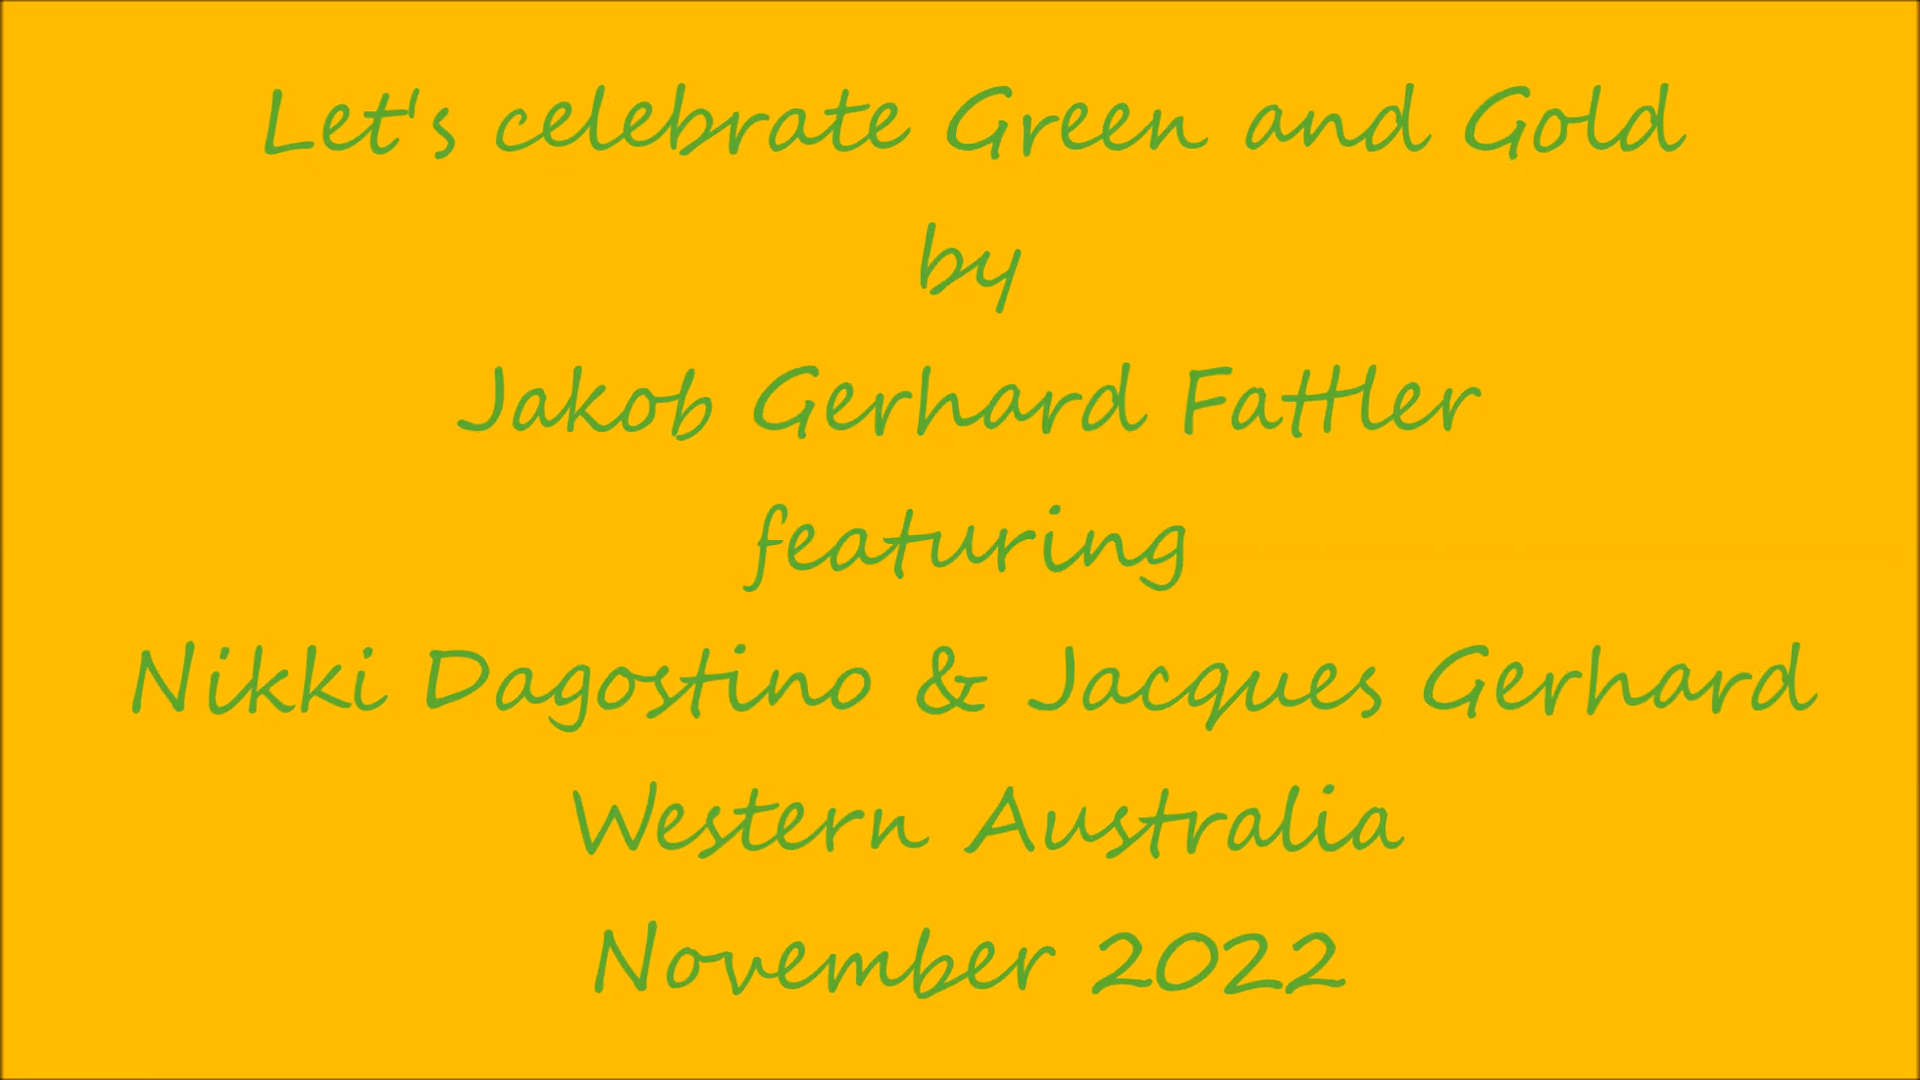 Let's celebrate Green and Gold
by
Jakob Gerhard Fattler
featuring
Nikki Dagostino & Jacques Gerhard
Western Australia
November 2022